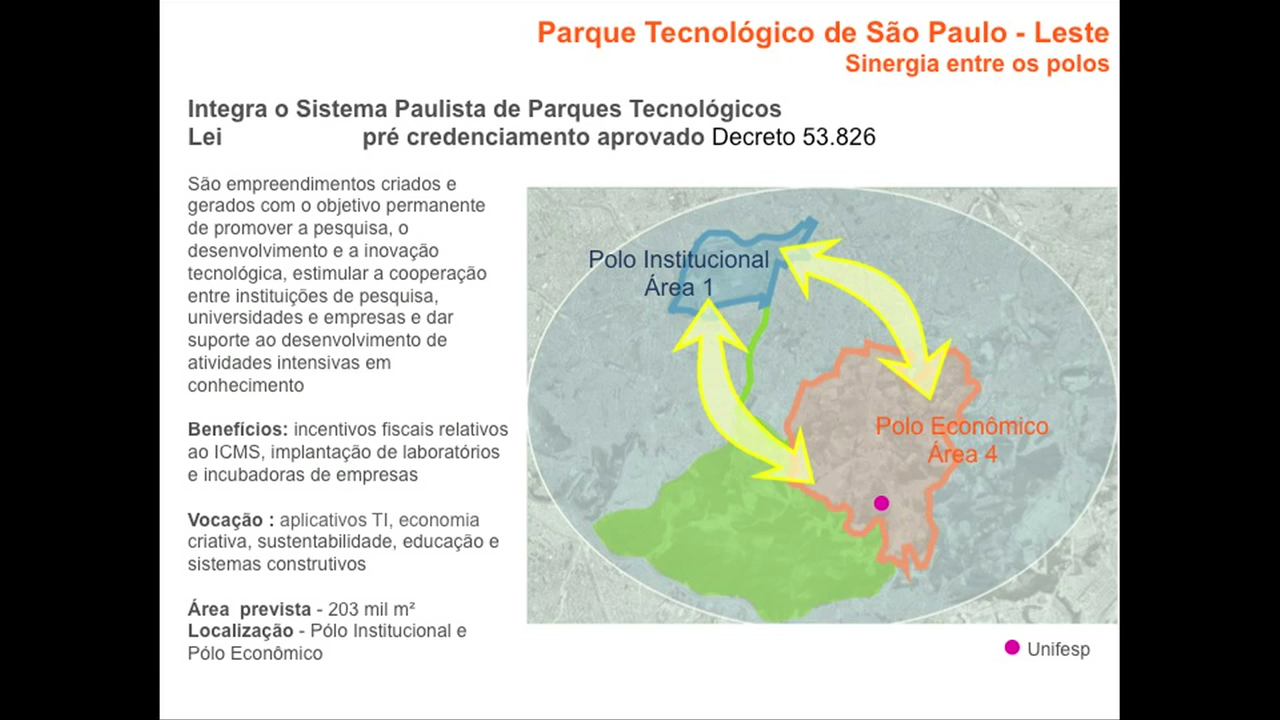 Parque Tecnológico de São Paulo - Leste
Sinergia entre os polos
Integra o Sistema Paulista de Parques Tecnológicos
Lei pré credenciamento aprovado Decreto 53.826
São empreendimentos criados e
gerados com o objetivo permanente
de promover a pesquisa, o
desenvolvimento e a inovação
tecnológica, estimular a cooperação
entre instituições de pesquisa,
universidades e empresas e dar
suporte ao desenvolvimento de
atividades intensivas em
conhecimento
Benefícios: incentivos fiscais relativos
ao ICMS, implantação de laboratórios
e incubadoras de empresas
Vocação : aplicativos TI, economia
criativa, sustentabilidade, educação e
sistemas construtivos
Área prevista - 203 mil m²
Localização - Pólo Institucional e
Pólo Econômico
Polo Institucional
Área 1
Polo Econômico
Área 4
Unifesp